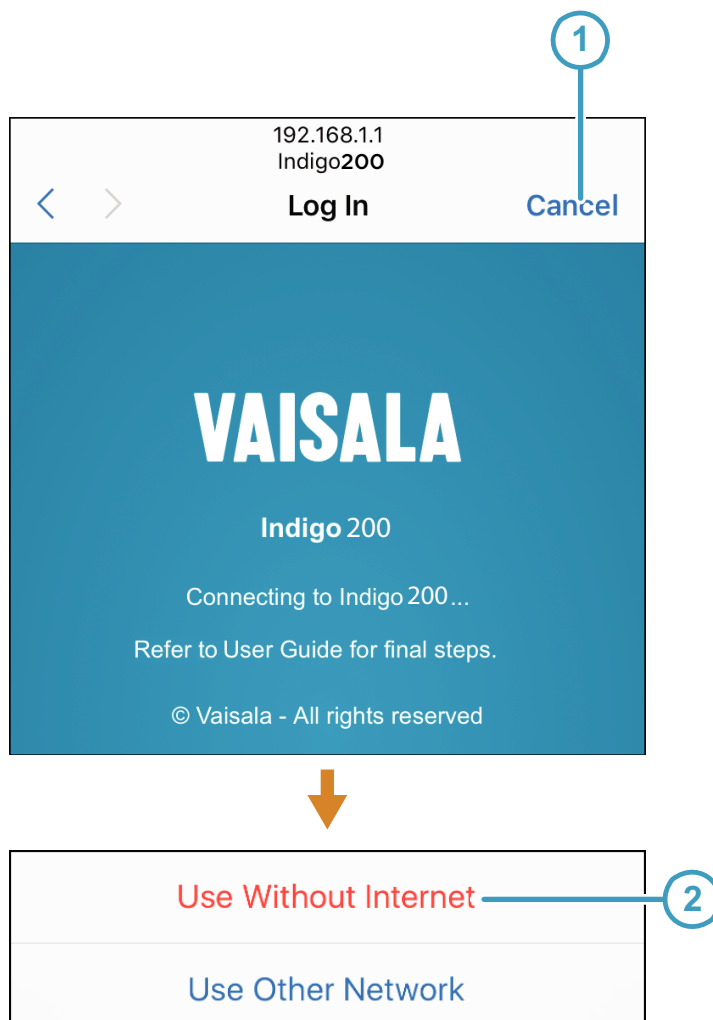 1
192.168.1.1
Indigo200
Log In
Cancel
VAISALA
Indigo 200
Connecting to Indigo 200...
Refer to User Guide for final steps.
© Vaisala - All rights reserved
Use Without Internet
2
Use Other Network